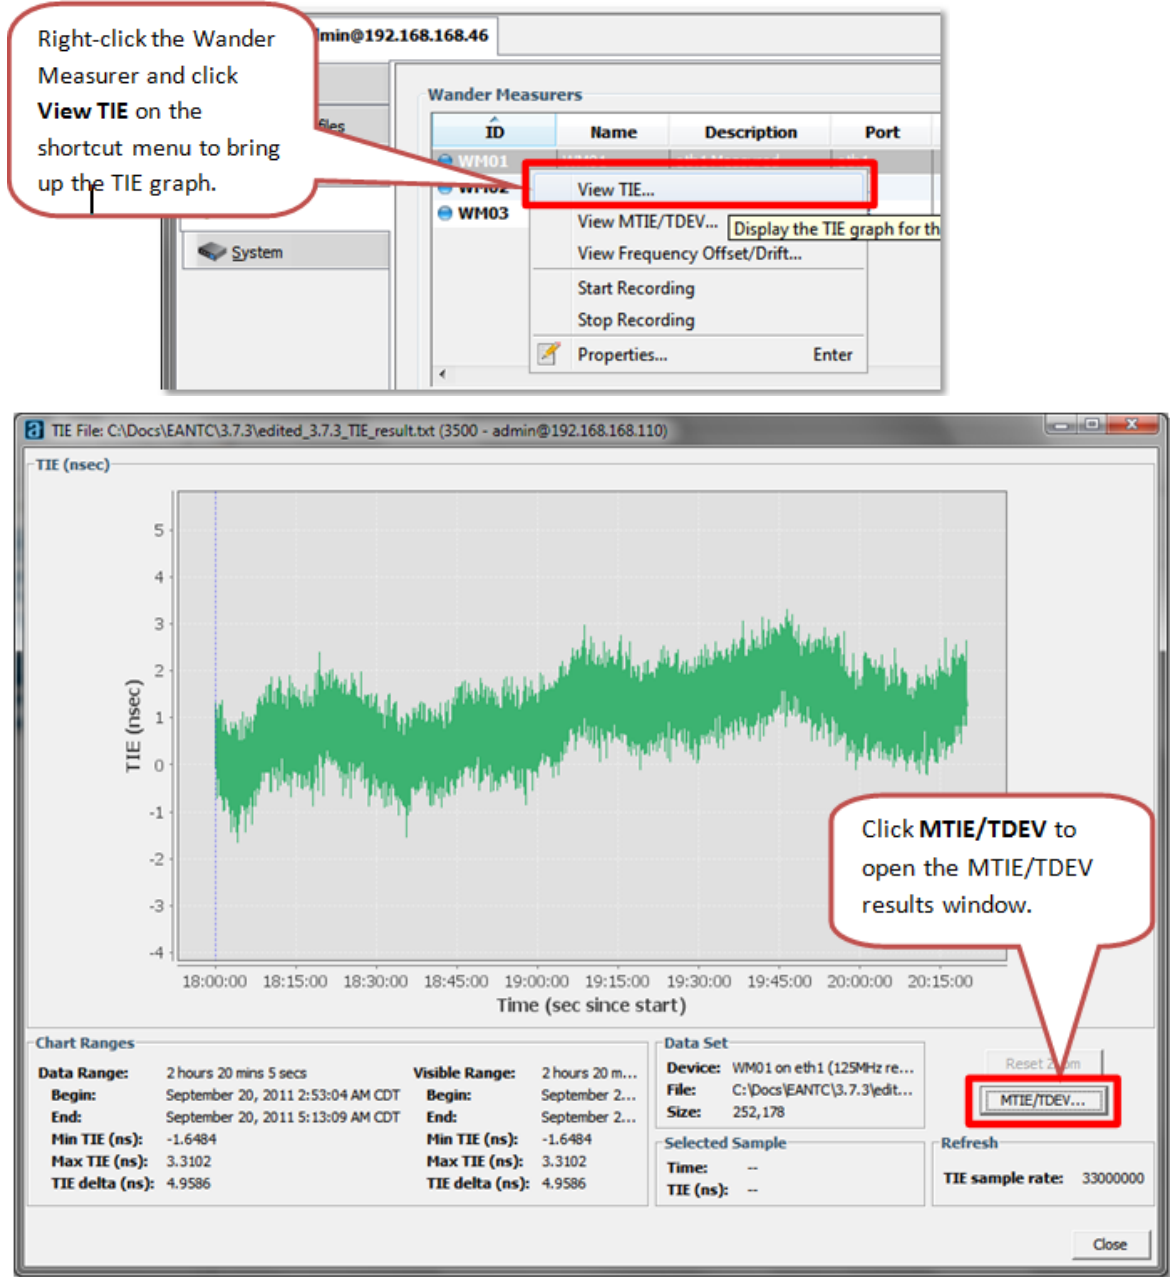 Right-click the Wander
Measurer and click
View TIE on the
shortcut menu to bring
up the TIE graph.
min@192.168.168.46
files
System
Wander Measurers
ID Name Description Port
WM01 WM01 eth1 Measured eth1
WM02
WM03
View TIE...
View MTIE/TDEV...
Display the TIE graph for th
View Frequency Offset/Drift...
Start Recording
Stop Recording
Properties... Enter
TIE File: C:\Docs\EANTC\3.7.3\edited_3.7.3_TIE_result.txt (3500 - admin@192.168.168.110)
TIE (nsec)
5
4
3
2
1
0
-1
-2
-3
-4
TIE (nsec)
18:00:00 18:15:00 18:30:00 18:45:00 19:00:00 19:15:00 19:30:00 19:45:00 20:00:00 20:15:00
Time (sec since start)
Click MTIE/TDEV to
open the MTIE/TDEV
results window.
Chart Ranges
Data Range: 2 hours 20 mins 5 secs
Begin: September 20, 2011 2:53:04 AM CDT
End: September 20, 2011 5:13:09 AM CDT
Min TIE (ns): -1.6484
Max TIE (ns): 3.3102
TIE delta (ns): 4.9586
Visible Range: 2 hours 20 m...
Begin: September 2...
End: September 2...
Min TIE (ns): -1.6484
Max TIE (ns): 3.3102
TIE delta (ns): 4.9586
Data Set
Device: WM01 on eth1 (125MHz re...
File: C:\Docs\EANTC\3.7.3\edit...
Size: 252,178
Selected Sample
Time: --
TIE (ns): --
Reset Zoom
MTIE/TDEV...
Refresh
TIE sample rate: 33000000
Close